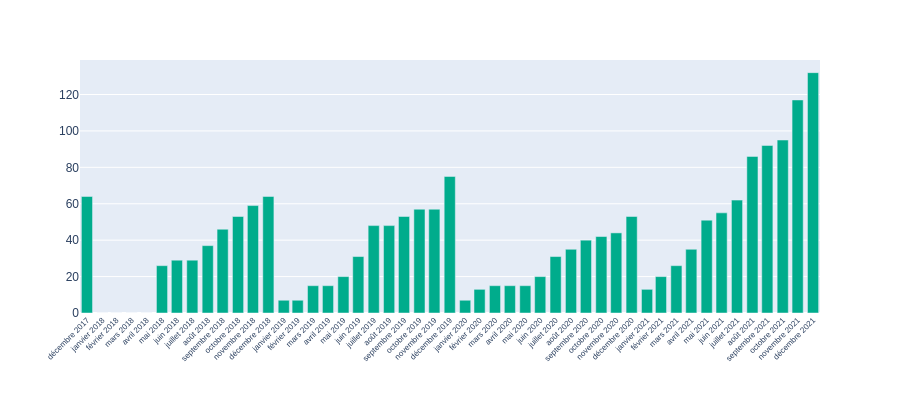 120
100
80
60
40
20
0
décembre 2017
janvier 2018
février 2018
mars 2018
avril 2018
mai 2018
juin 2018
juillet 2018
août 2018
septembre 2018
octobre 2018
novembre 2018
décembre 2018
janvier 2019
février 2019
mars 2019
avril 2019
mai 2019
juin 2019
juillet 2019
août 2019
septembre 2019
octobre 2019
novembre 2019
décembre 2019
janvier 2020
février 2020
mars 2020
avril 2020
mai 2020
juin 2020
juillet 2020
août 2020
septembre 2020
octobre 2020
novembre 2020
décembre 2020
janvier 2021
février 2021
mars 2021
avril 2021
mai 2021
juin 2021
juillet 2021
août 2021
septembre 2021
octobre 2021
novembre 2021
décembre 2021